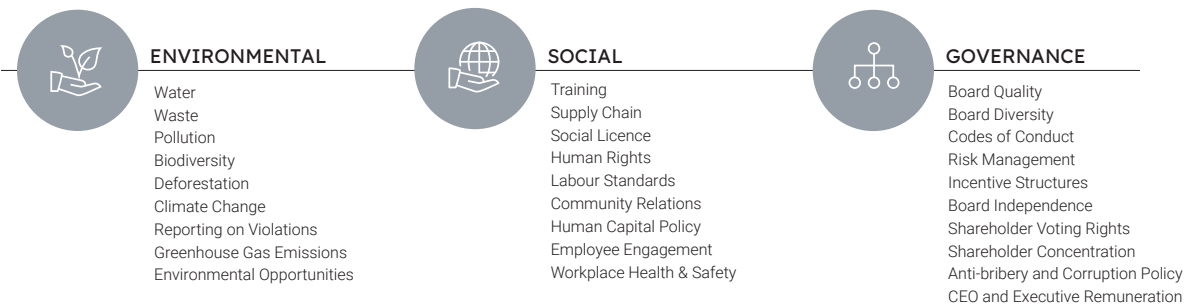 ENVIRONMENTAL
Water
Waste
Pollution
Biodiversity
Deforestation
Climate Change
Reporting on Violations
Greenhouse Gas Emissions
Environmental Opportunities
SOCIAL
Training
Supply Chain
Social Licence
Human Rights
Labour Standards
Community Relations
Human Capital Policy
Employee Engagement
Workplace Health & Safety
GOVERNANCE
Board Quality
Board Diversity
Codes of Conduct
Risk Management
Incentive Structures
Board Independence
Shareholder Voting Rights
Shareholder Concentration
Anti-bribery and Corruption Policy
CEO and Executive Remuneration